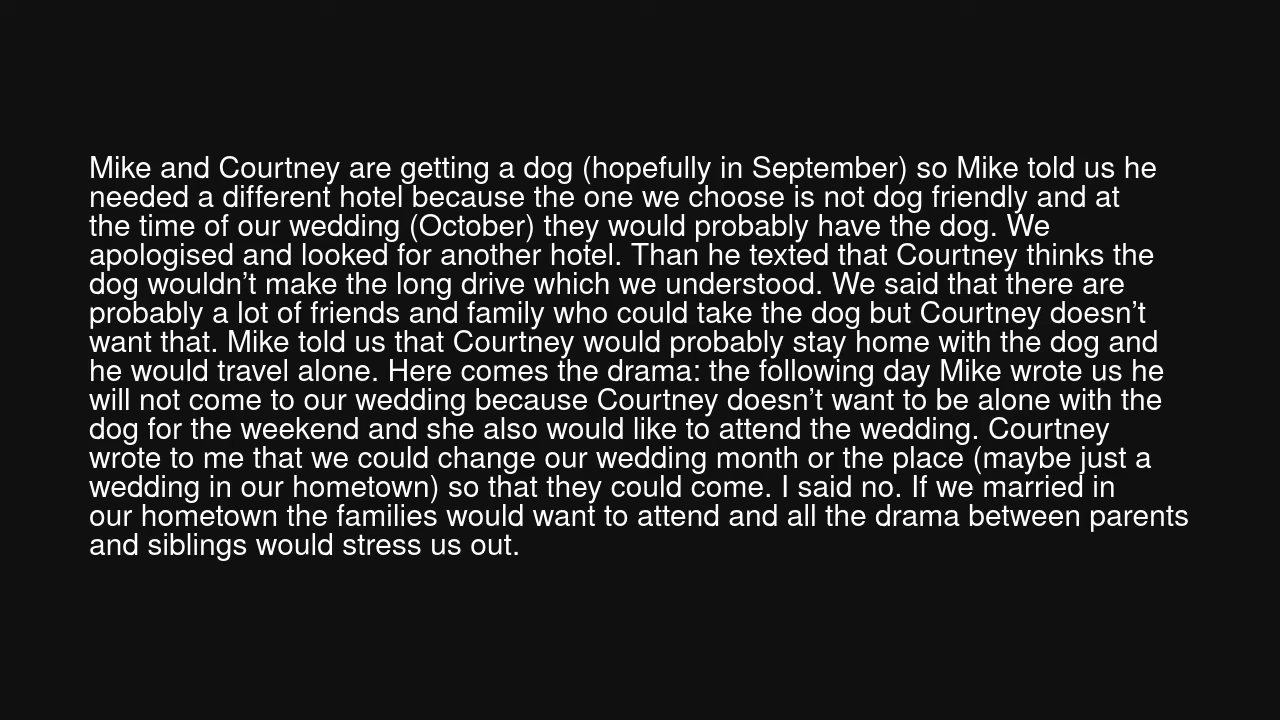 Mike and Courtney are getting a dog (hopefully in September) so Mike told us he
needed a different hotel because the one we choose is not dog friendly and at
the time of our wedding (October) they would probably have the dog. We
apologised and looked for another hotel. Than he texted that Courtney thinks the
dog wouldn’t make the long drive which we understood. We said that there are
probably a lot of friends and family who could take the dog but Courtney doesn’t
want that. Mike told us that Courtney would probably stay home with the dog and
he would travel alone. Here comes the drama: the following day Mike wrote us he
will not come to our wedding because Courtney doesn’t want to be alone with the
dog for the weekend and she also would like to attend the wedding. Courtney
wrote to me that we could change our wedding month or the place (maybe just a
wedding in our hometown) so that they could come. I said no. If we married in
our hometown the families would want to attend and all the drama between parents
and siblings would stress us out.